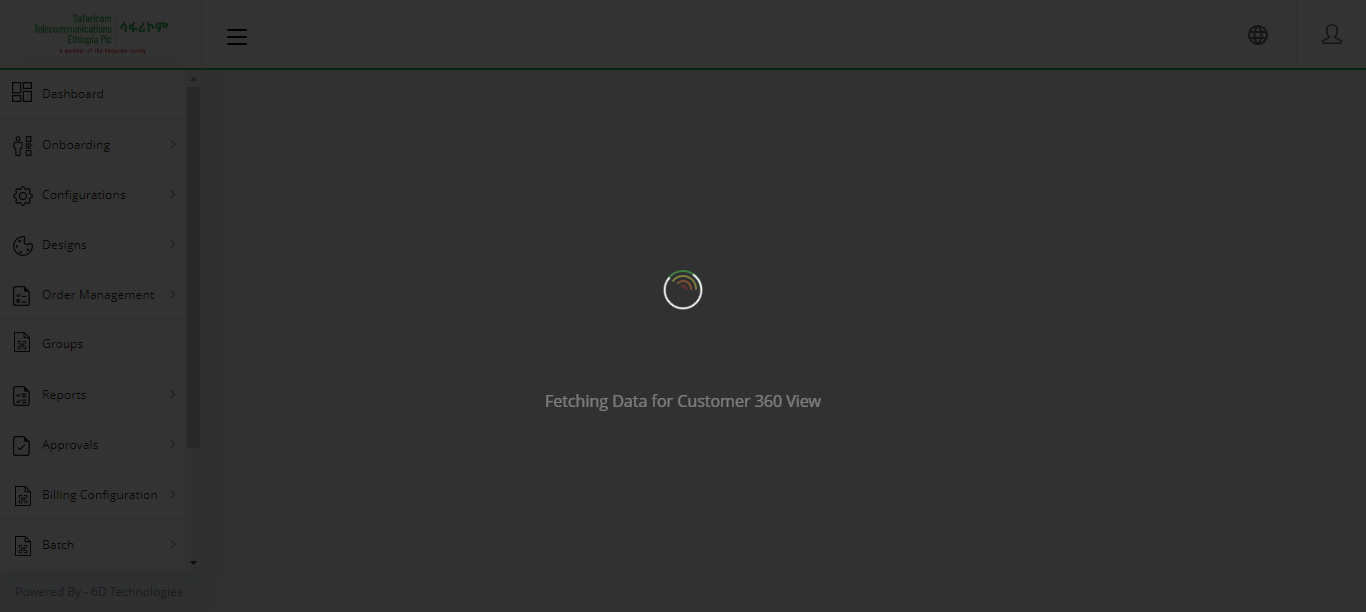 Safaricom
Telecommunications
Ethiopia Plc
ሳፋሪኮም
A member of the Vodacom family
Dashboard
Onboarding
Configurations
Designs
Order Management
Groups
Reports
Approvals
Billing Configuration
Batch
Powered By - 6D Technologies
Fetching Data for Customer 360 View